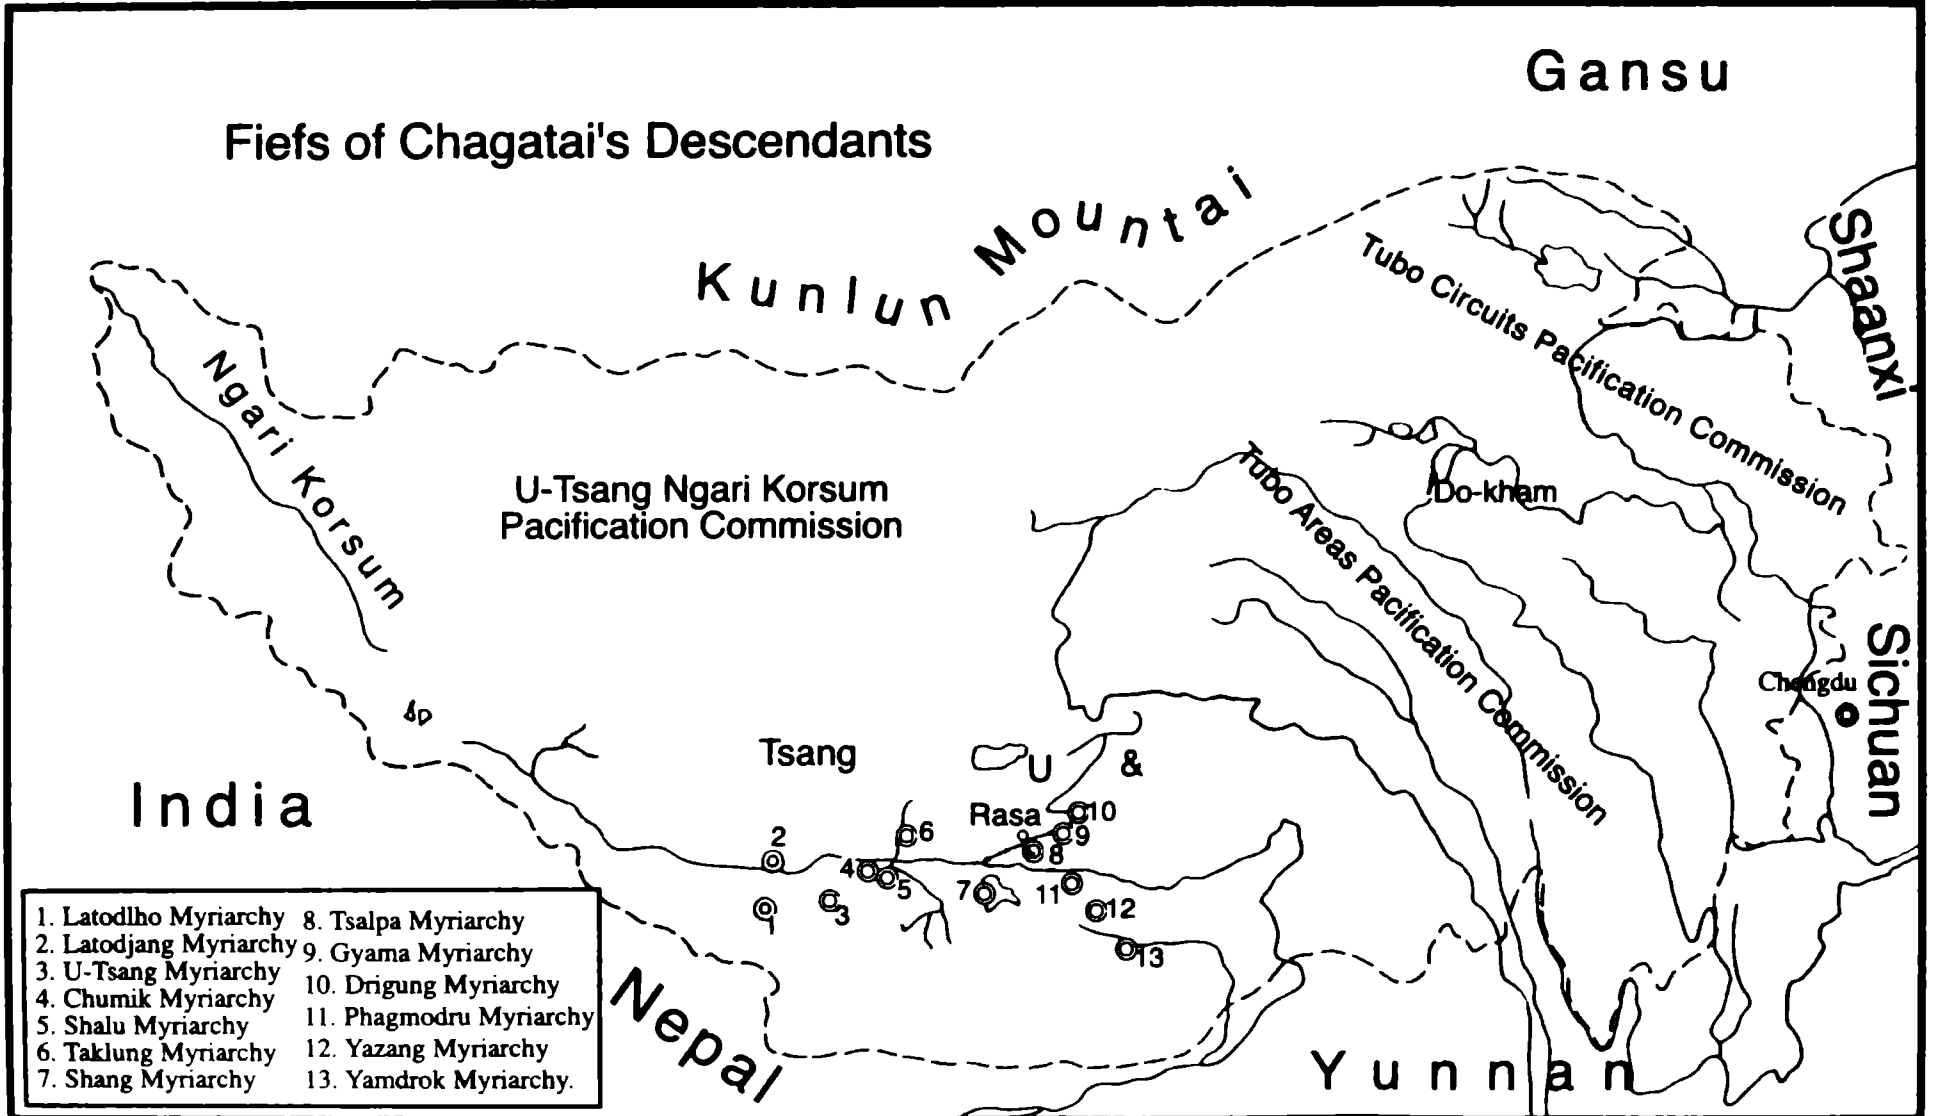 Gansu
Fiefs of Chagatai's Descendants
Kunlun Mountai
Shaanxi
Tubo Circuits Pacification Commission
Ngari Korsum
U-Tsang Ngari Korsum
Pacification Commission
Do-kham
Tubo Areas Pacification Commission
Sichuan
Chengdu
Tsang
U &
India
Rasa
10
9
8
2
6
4
5
7
11
12
3
1
13
Nepal
Yunnan
1. Latodlho Myriarchy
2. Latodjang Myriarchy
3. U-Tsang Myriarchy
4. Chumik Myriarchy
5. Shalu Myriarchy
6. Taklung Myriarchy
7. Shang Myriarchy
8. Tsalpa Myriarchy
9. Gyama Myriarchy
10. Drigung Myriarchy
11. Phagmodru Myriarchy
12. Yazang Myriarchy
13. Yamdrok Myriarchy.